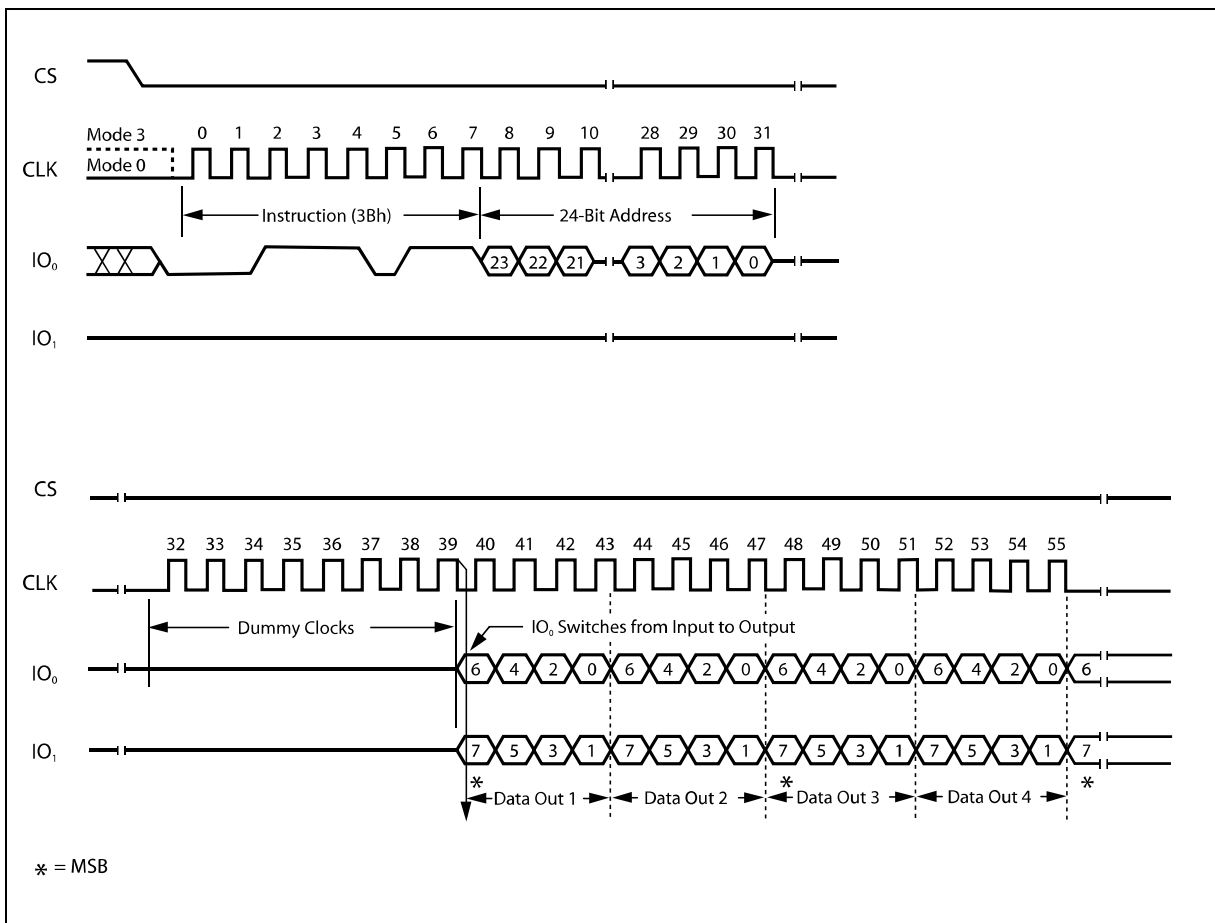 CS
Mode 3
0 1 2 3 4 5 6 7 8 9 10 28 29 30 31
CLK
Mode 0
Instruction (3Bh) 24-Bit Address
IO0
23 22 21 3 2 1 0
IO1
CS
32 33 34 35 36 37 38 39 40 41 42 43 44 45 46 47 48 49 50 51 52 53 54 55
CLK
Dummy Clocks
IO0 Switches from Input to Output
IO0
6 4 2 0 6 4 2 0 6 4 2 0 6 4 2 0 6
IO1
7 5 3 1 7 5 3 1 7 5 3 1 7 5 3 1 7
* * *
Data Out 1 Data Out 2 Data Out 3 Data Out 4
* = MSB